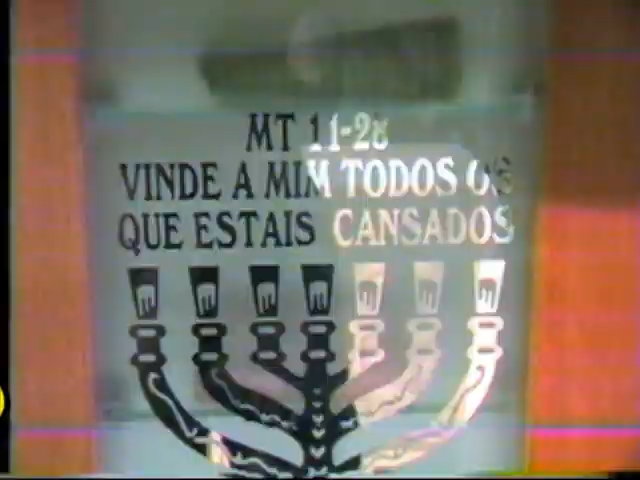 MT 11-28
VINDE A MIM TODOS OS
QUE ESTAIS CANSADOS